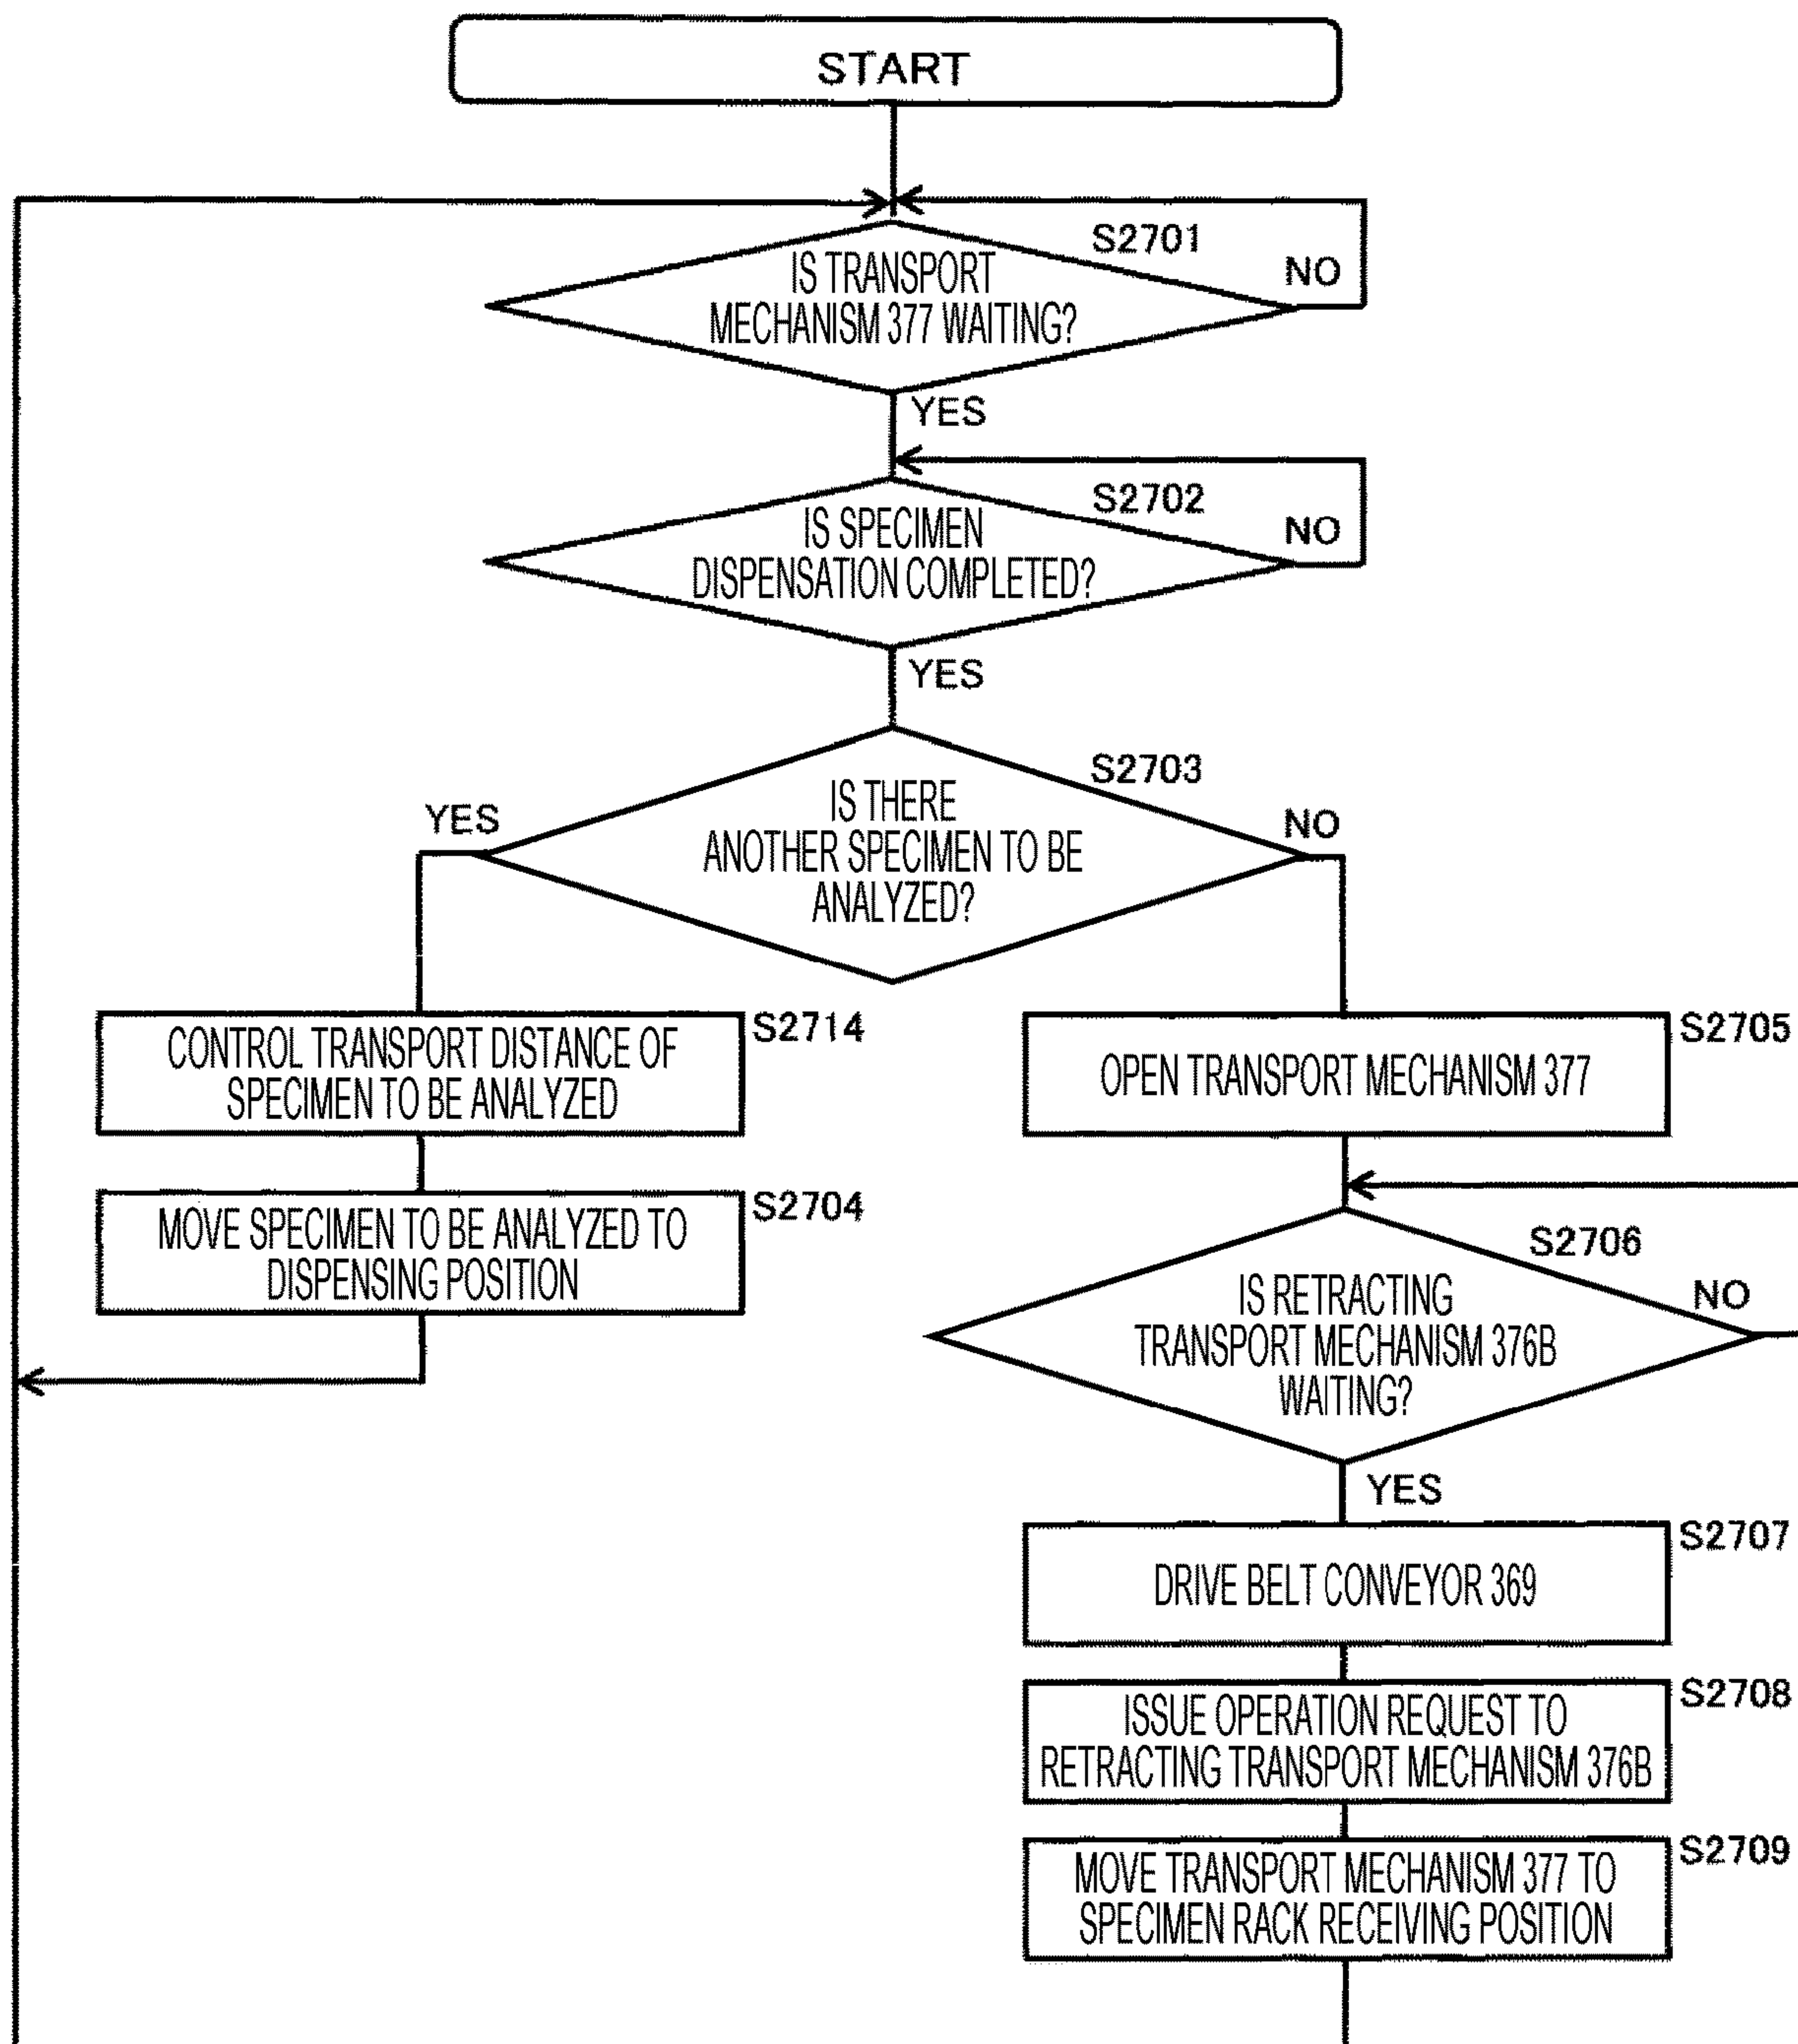 START
S2701
IS TRANSPORT
MECHANISM 377 WAITING?
NO
YES
S2702
IS SPECIMEN
DISPENSATION COMPLETED?
NO
YES
S2703
IS THERE
ANOTHER SPECIMEN TO BE
ANALYZED?
YES
NO
S2714
CONTROL TRANSPORT DISTANCE OF
SPECIMEN TO BE ANALYZED
S2704
MOVE SPECIMEN TO BE ANALYZED TO
DISPENSING POSITION
S2705
OPEN TRANSPORT MECHANISM 377
S2706
IS RETRACTING
TRANSPORT MECHANISM 376B
WAITING?
NO
YES
S2707
DRIVE BELT CONVEYOR 369
S2708
ISSUE OPERATION REQUEST TO
RETRACTING TRANSPORT MECHANISM 376B
S2709
MOVE TRANSPORT MECHANISM 377 TO
SPECIMEN RACK RECEIVING POSITION